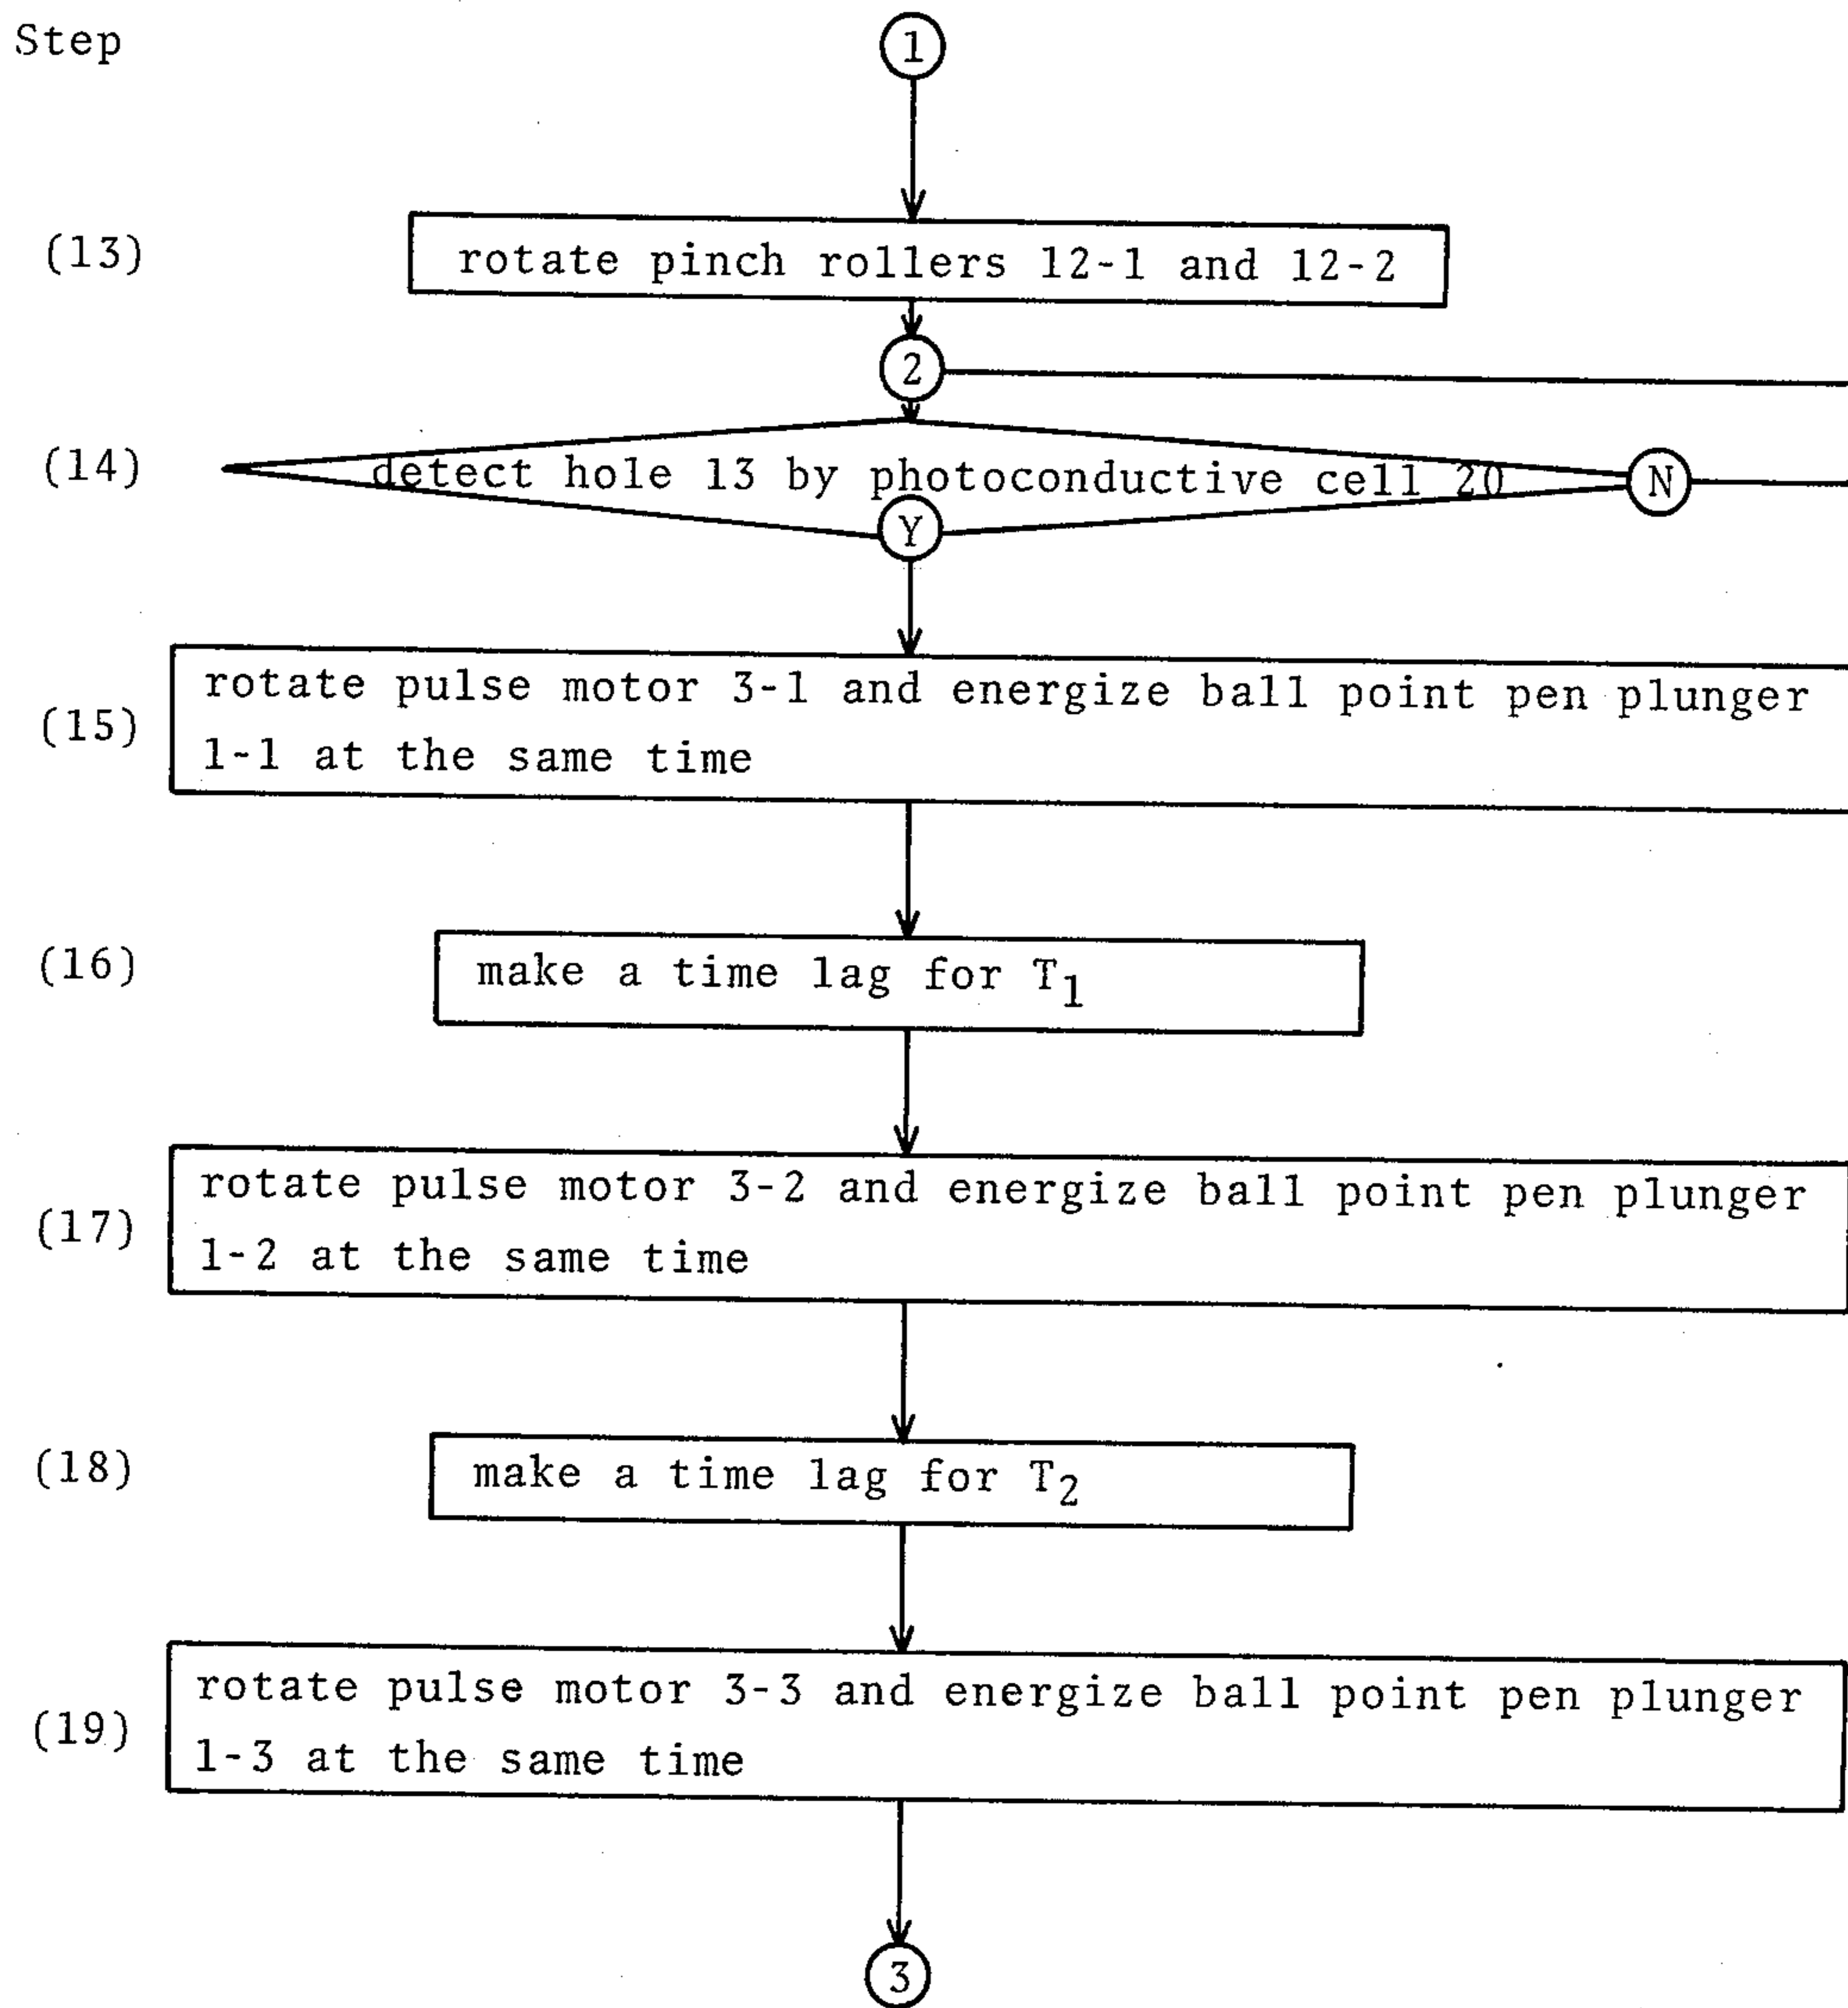 Step
1
(13)
rotate pinch rollers 12-1 and 12-2
2
(14)
detect hole 13 by photoconductive cell 20
N
Y
(15)
rotate pulse motor 3-1 and energize ball point pen plunger
1-1 at the same time
(16)
make a time lag for T1
(17)
rotate pulse motor 3-2 and energize ball point pen plunger
1-2 at the same time
(18)
make a time lag for T2
(19)
rotate pulse motor 3-3 and energize ball point pen plunger
1-3 at the same time
3